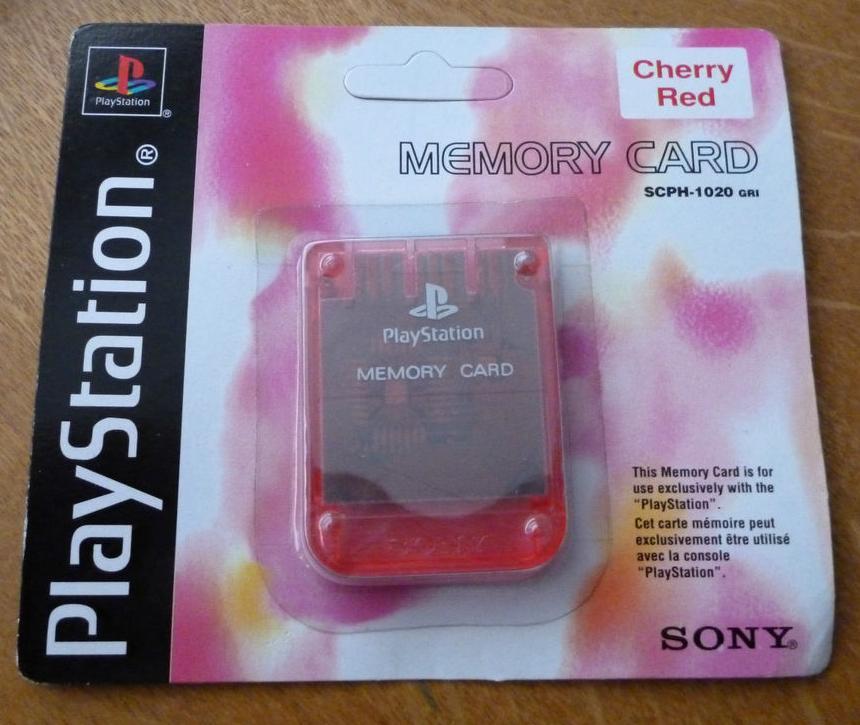 PlayStation
®
PlayStation®
Cherry
Red
MEMORY CARD
SCPH-1020 GRI
PlayStation
MEMORY CARD
SONY
This Memory Card is for
use exclusively with the
“PlayStation”.
Cet carte mémoire peut
exclusivement être utilisé
avec la console
“PlayStation”.
SONY®